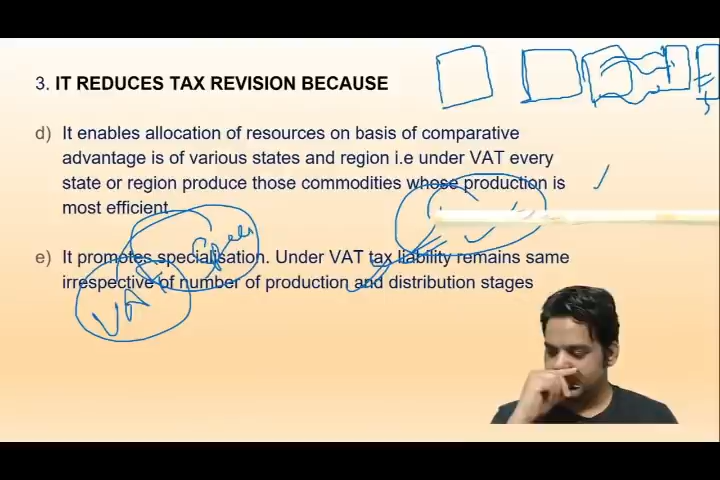 3. IT REDUCES TAX REVISION BECAUSE
d) It enables allocation of resources on basis of comparative
advantage is of various states and region i.e under VAT every
state or region produce those commodities whose production is
most efficient
e) It promotes specialisation. Under VAT tax liability remains same
irrespective of number of production and distribution stages
VAT